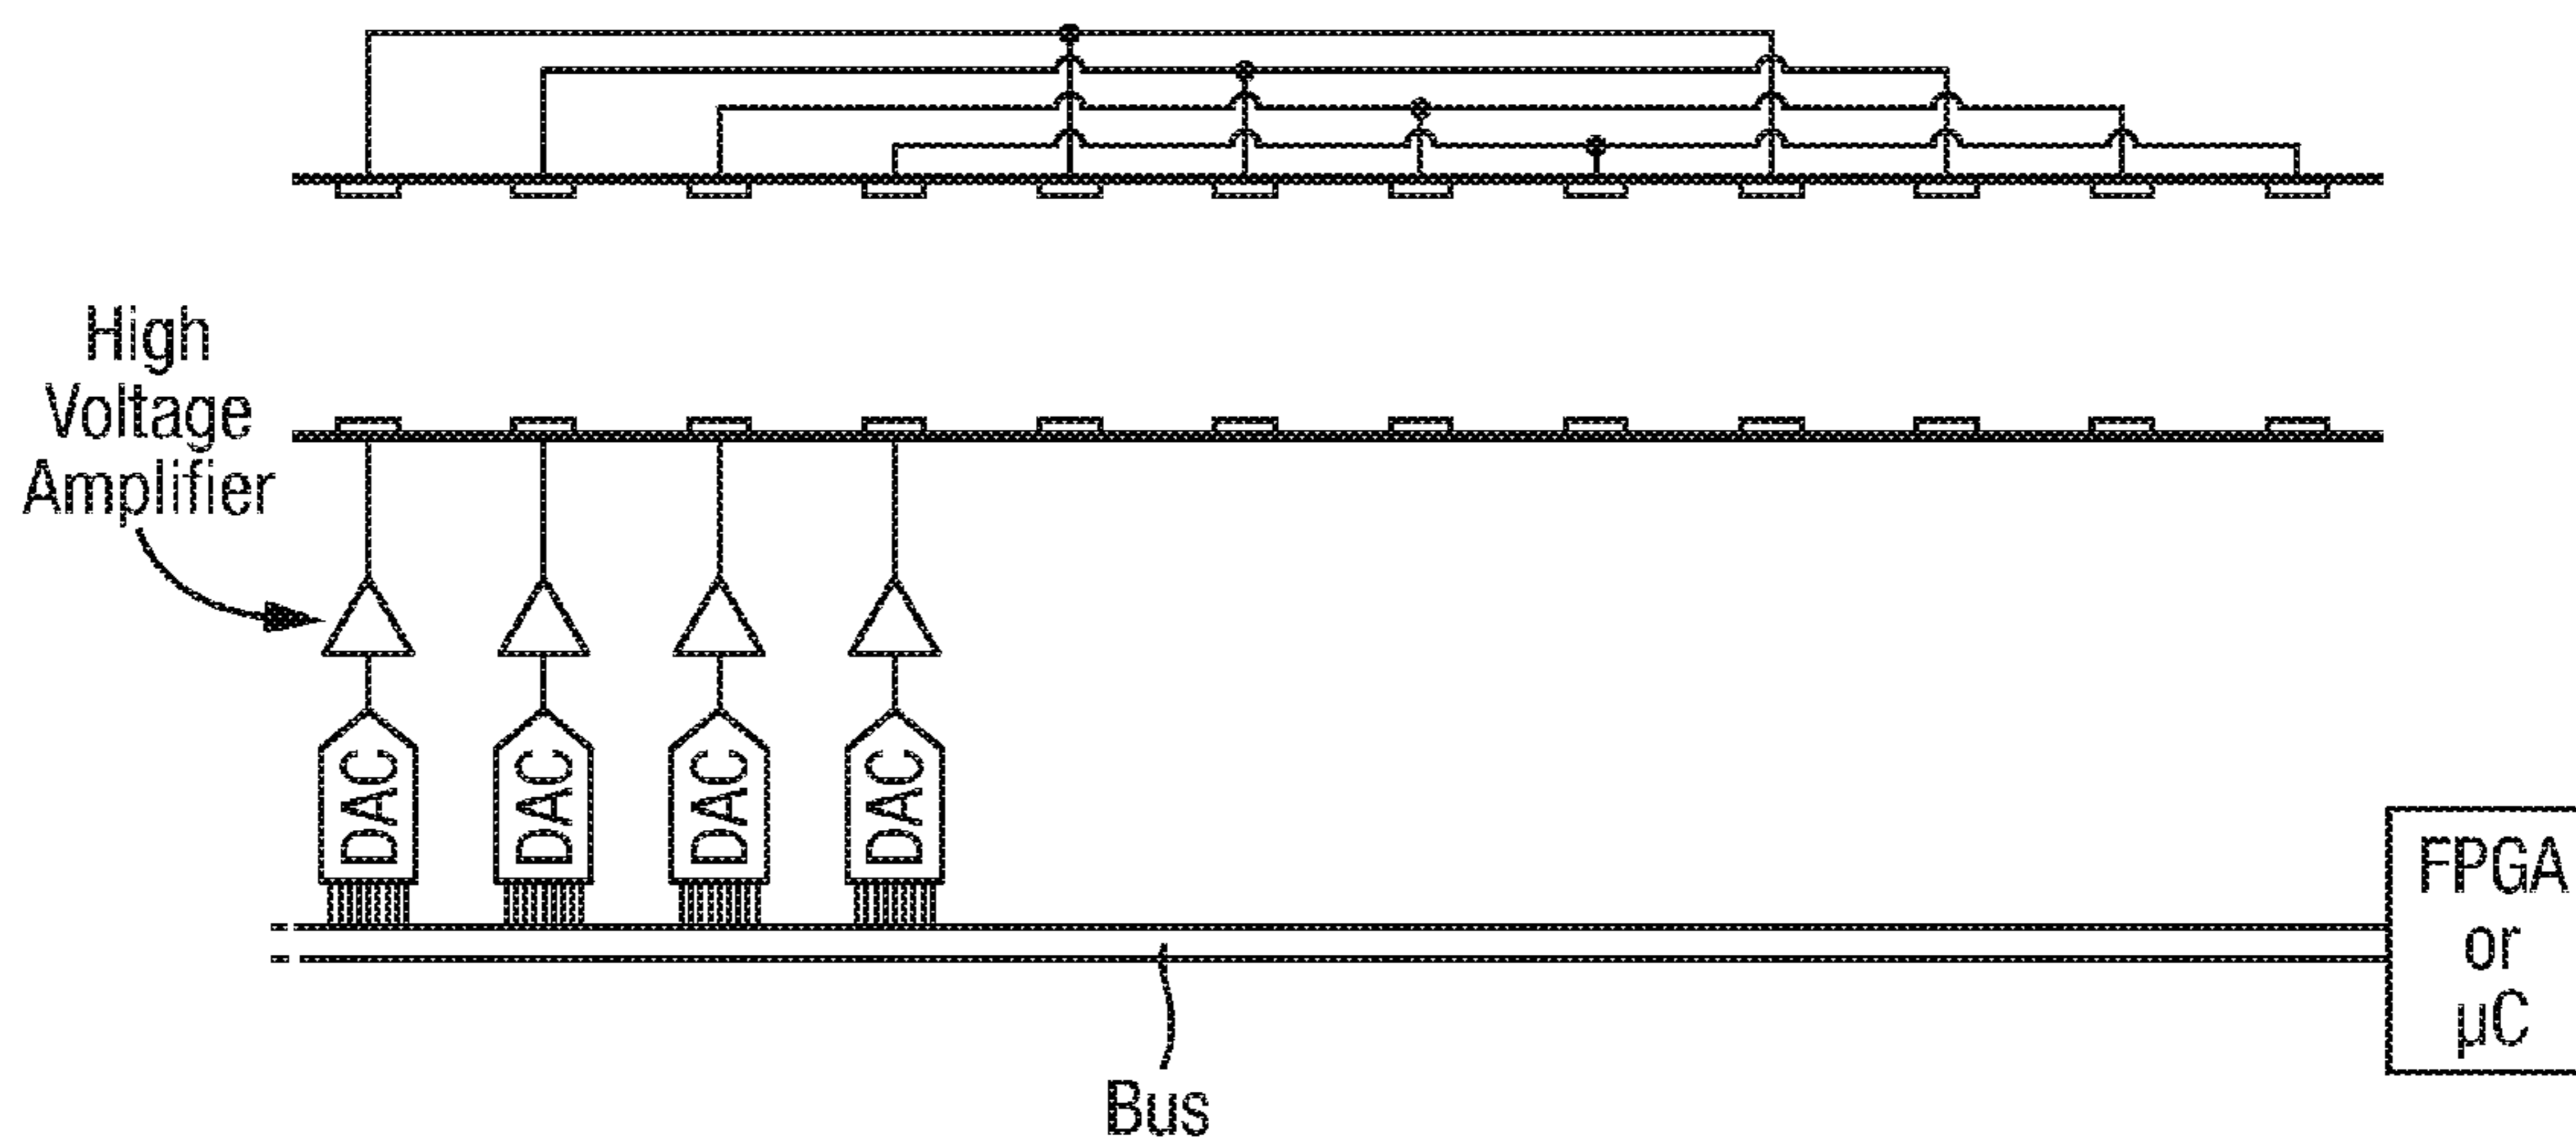 High
Voltage
Amplifier
DAC
DAC
DAC
DAC
FPGA
or
μC
Bus